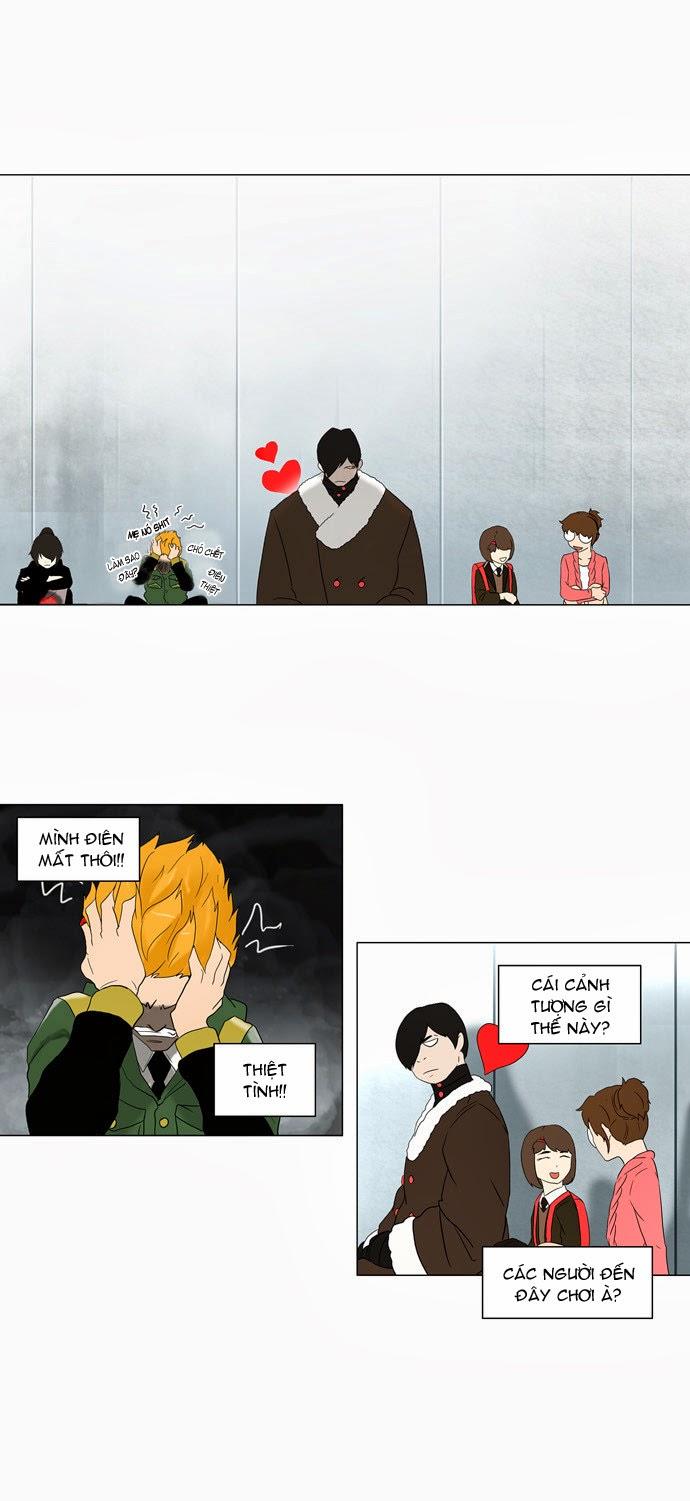 MẸ NÓ SHIT
LÀM SAO
ĐÂY?
CHÓ CHẾT
ĐIÊN
THIỆT
MÌNH ĐIÊN
MẤT THÔI!!
THIỆT
TÌNH!!
CÁI CẢNH
TƯỢNG GÌ
THẾ NÀY?
CÁC NGƯỜI ĐẾN
ĐÂY CHƠI À?